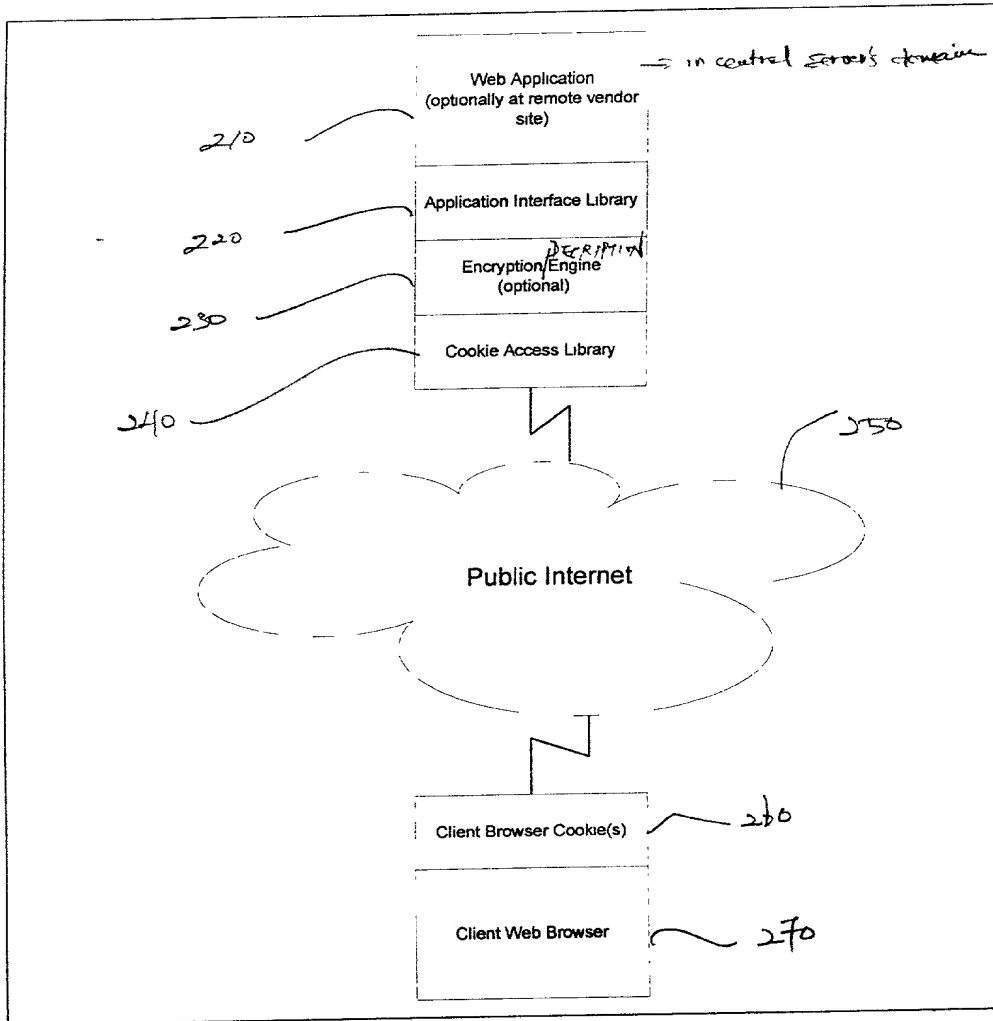 Web Application
(optionally at remote vendor
site)
⇒ in central server's domain
210
Application Interface Library
220
DECRIPTION
Encryption/Engine
(optional)
230
Cookie Access Library
240
250
Public Internet
Client Browser Cookie(s)
260
Client Web Browser
270